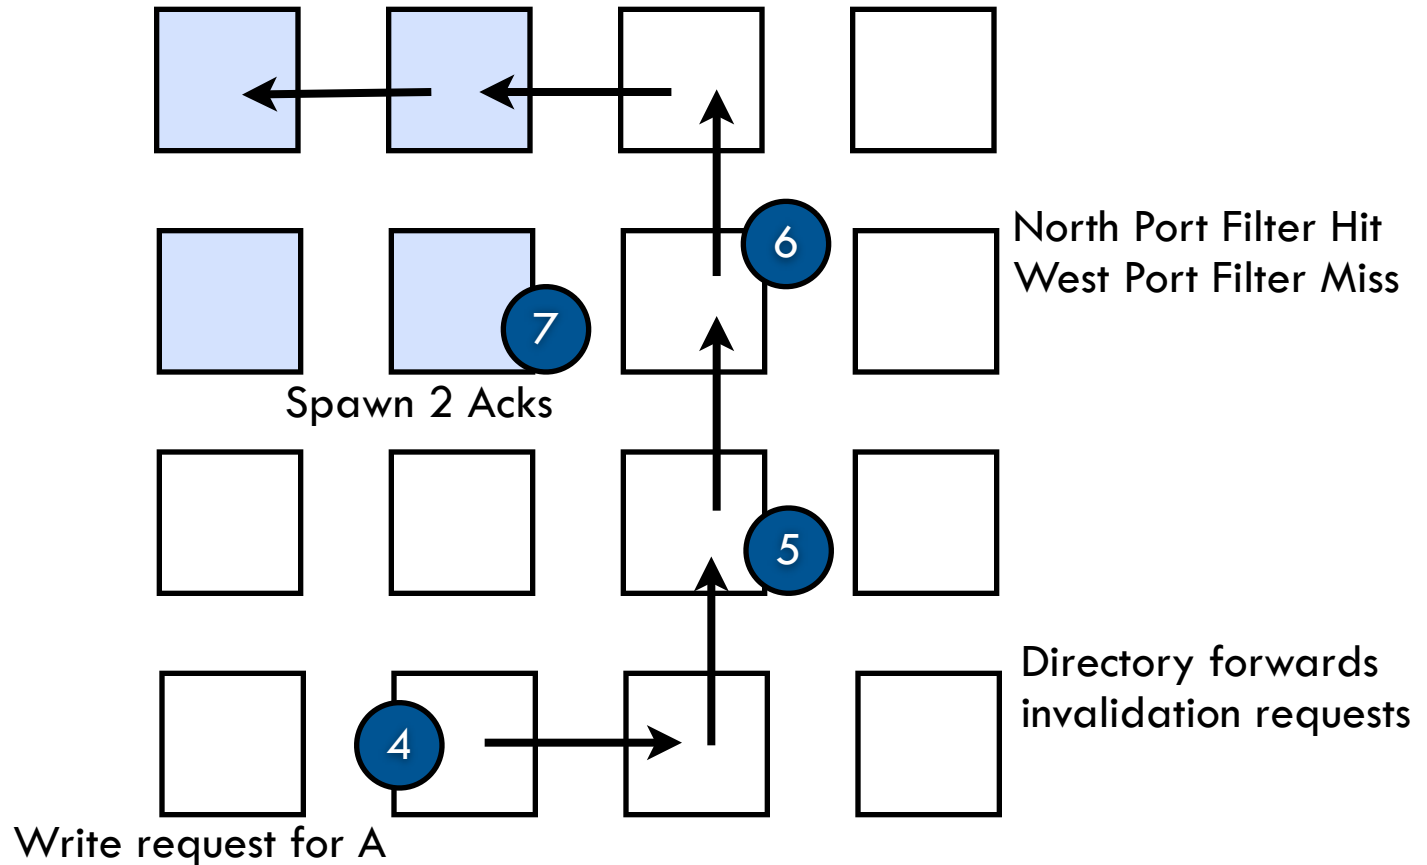 6
North Port Filter Hit
West Port Filter Miss
7
Spawn 2 Acks
5
Directory forwards
invalidation requests
4
Write request for A